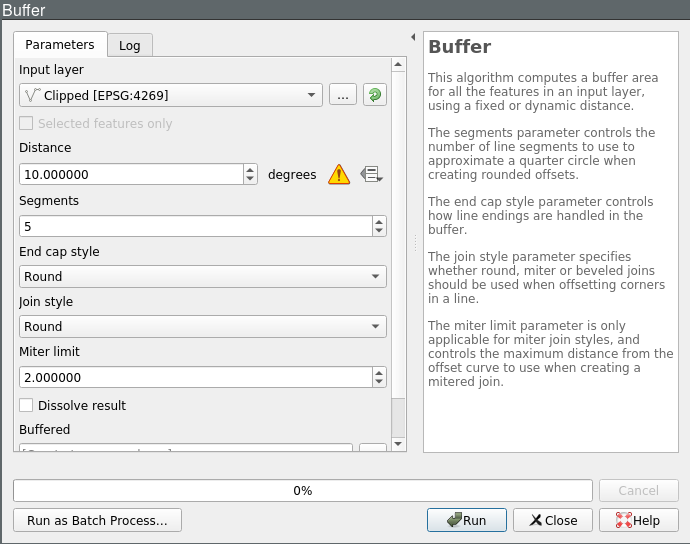 Buffer
Parameters
Log
Input layer
Clipped [EPSG:4269]
...
Selected features only
Distance
10.000000
degrees
Segments
5
End cap style
Round
Join style
Round
Miter limit
2.000000
Dissolve result
Buffered
Buffer
This algorithm computes a buffer area
for all the features in an input layer,
using a fixed or dynamic distance.
The segments parameter controls the
number of line segments to use to
approximate a quarter circle when
creating rounded offsets.
The end cap style parameter controls
how line endings are handled in the
buffer.
The join style parameter specifies
whether round, miter or beveled joins
should be used when offsetting corners
in a line.
The miter limit parameter is only
applicable for miter join styles, and
controls the maximum distance from the
offset curve to use when creating a
mitered join.
0%
Cancel
Run as Batch Process...
Run
Close
Help